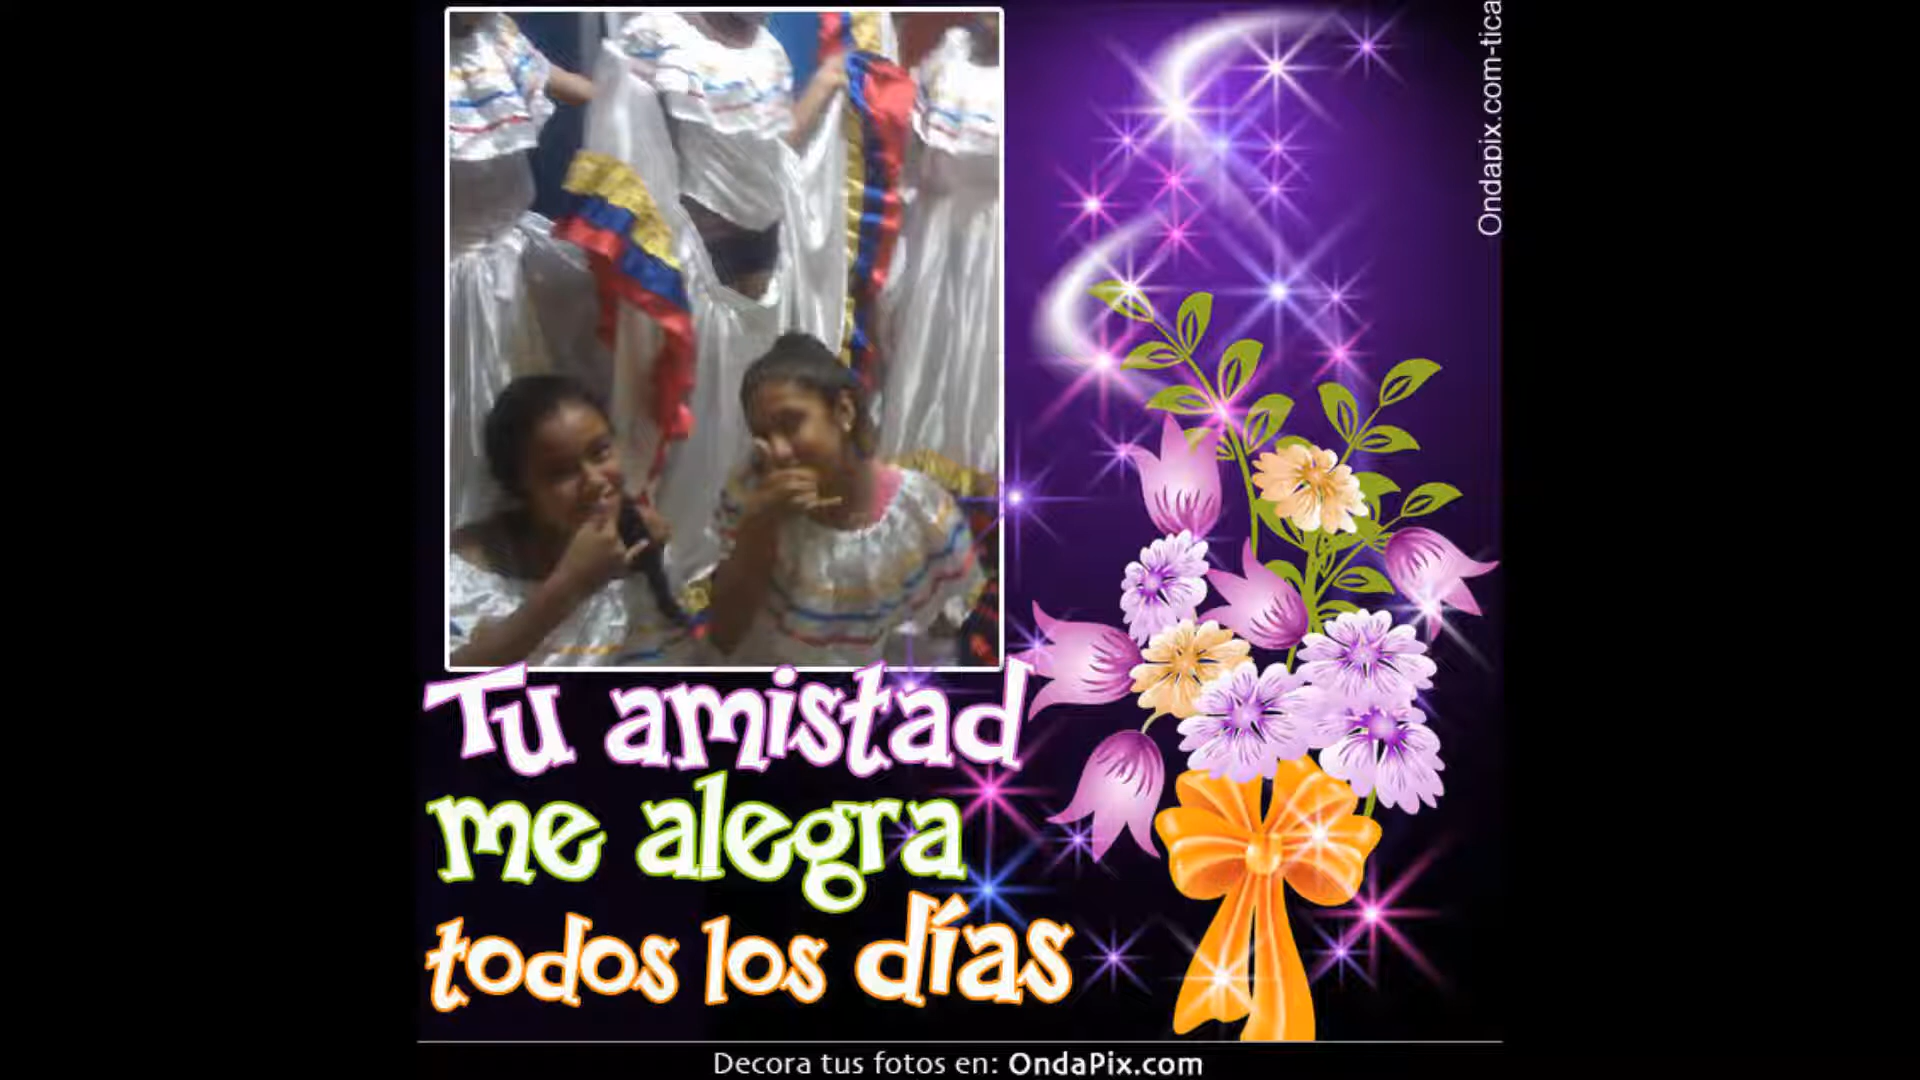 Ondapix.com-tica
Tu amistad
me alegra
todos los días
Decora tus fotos en: OndaPix.com